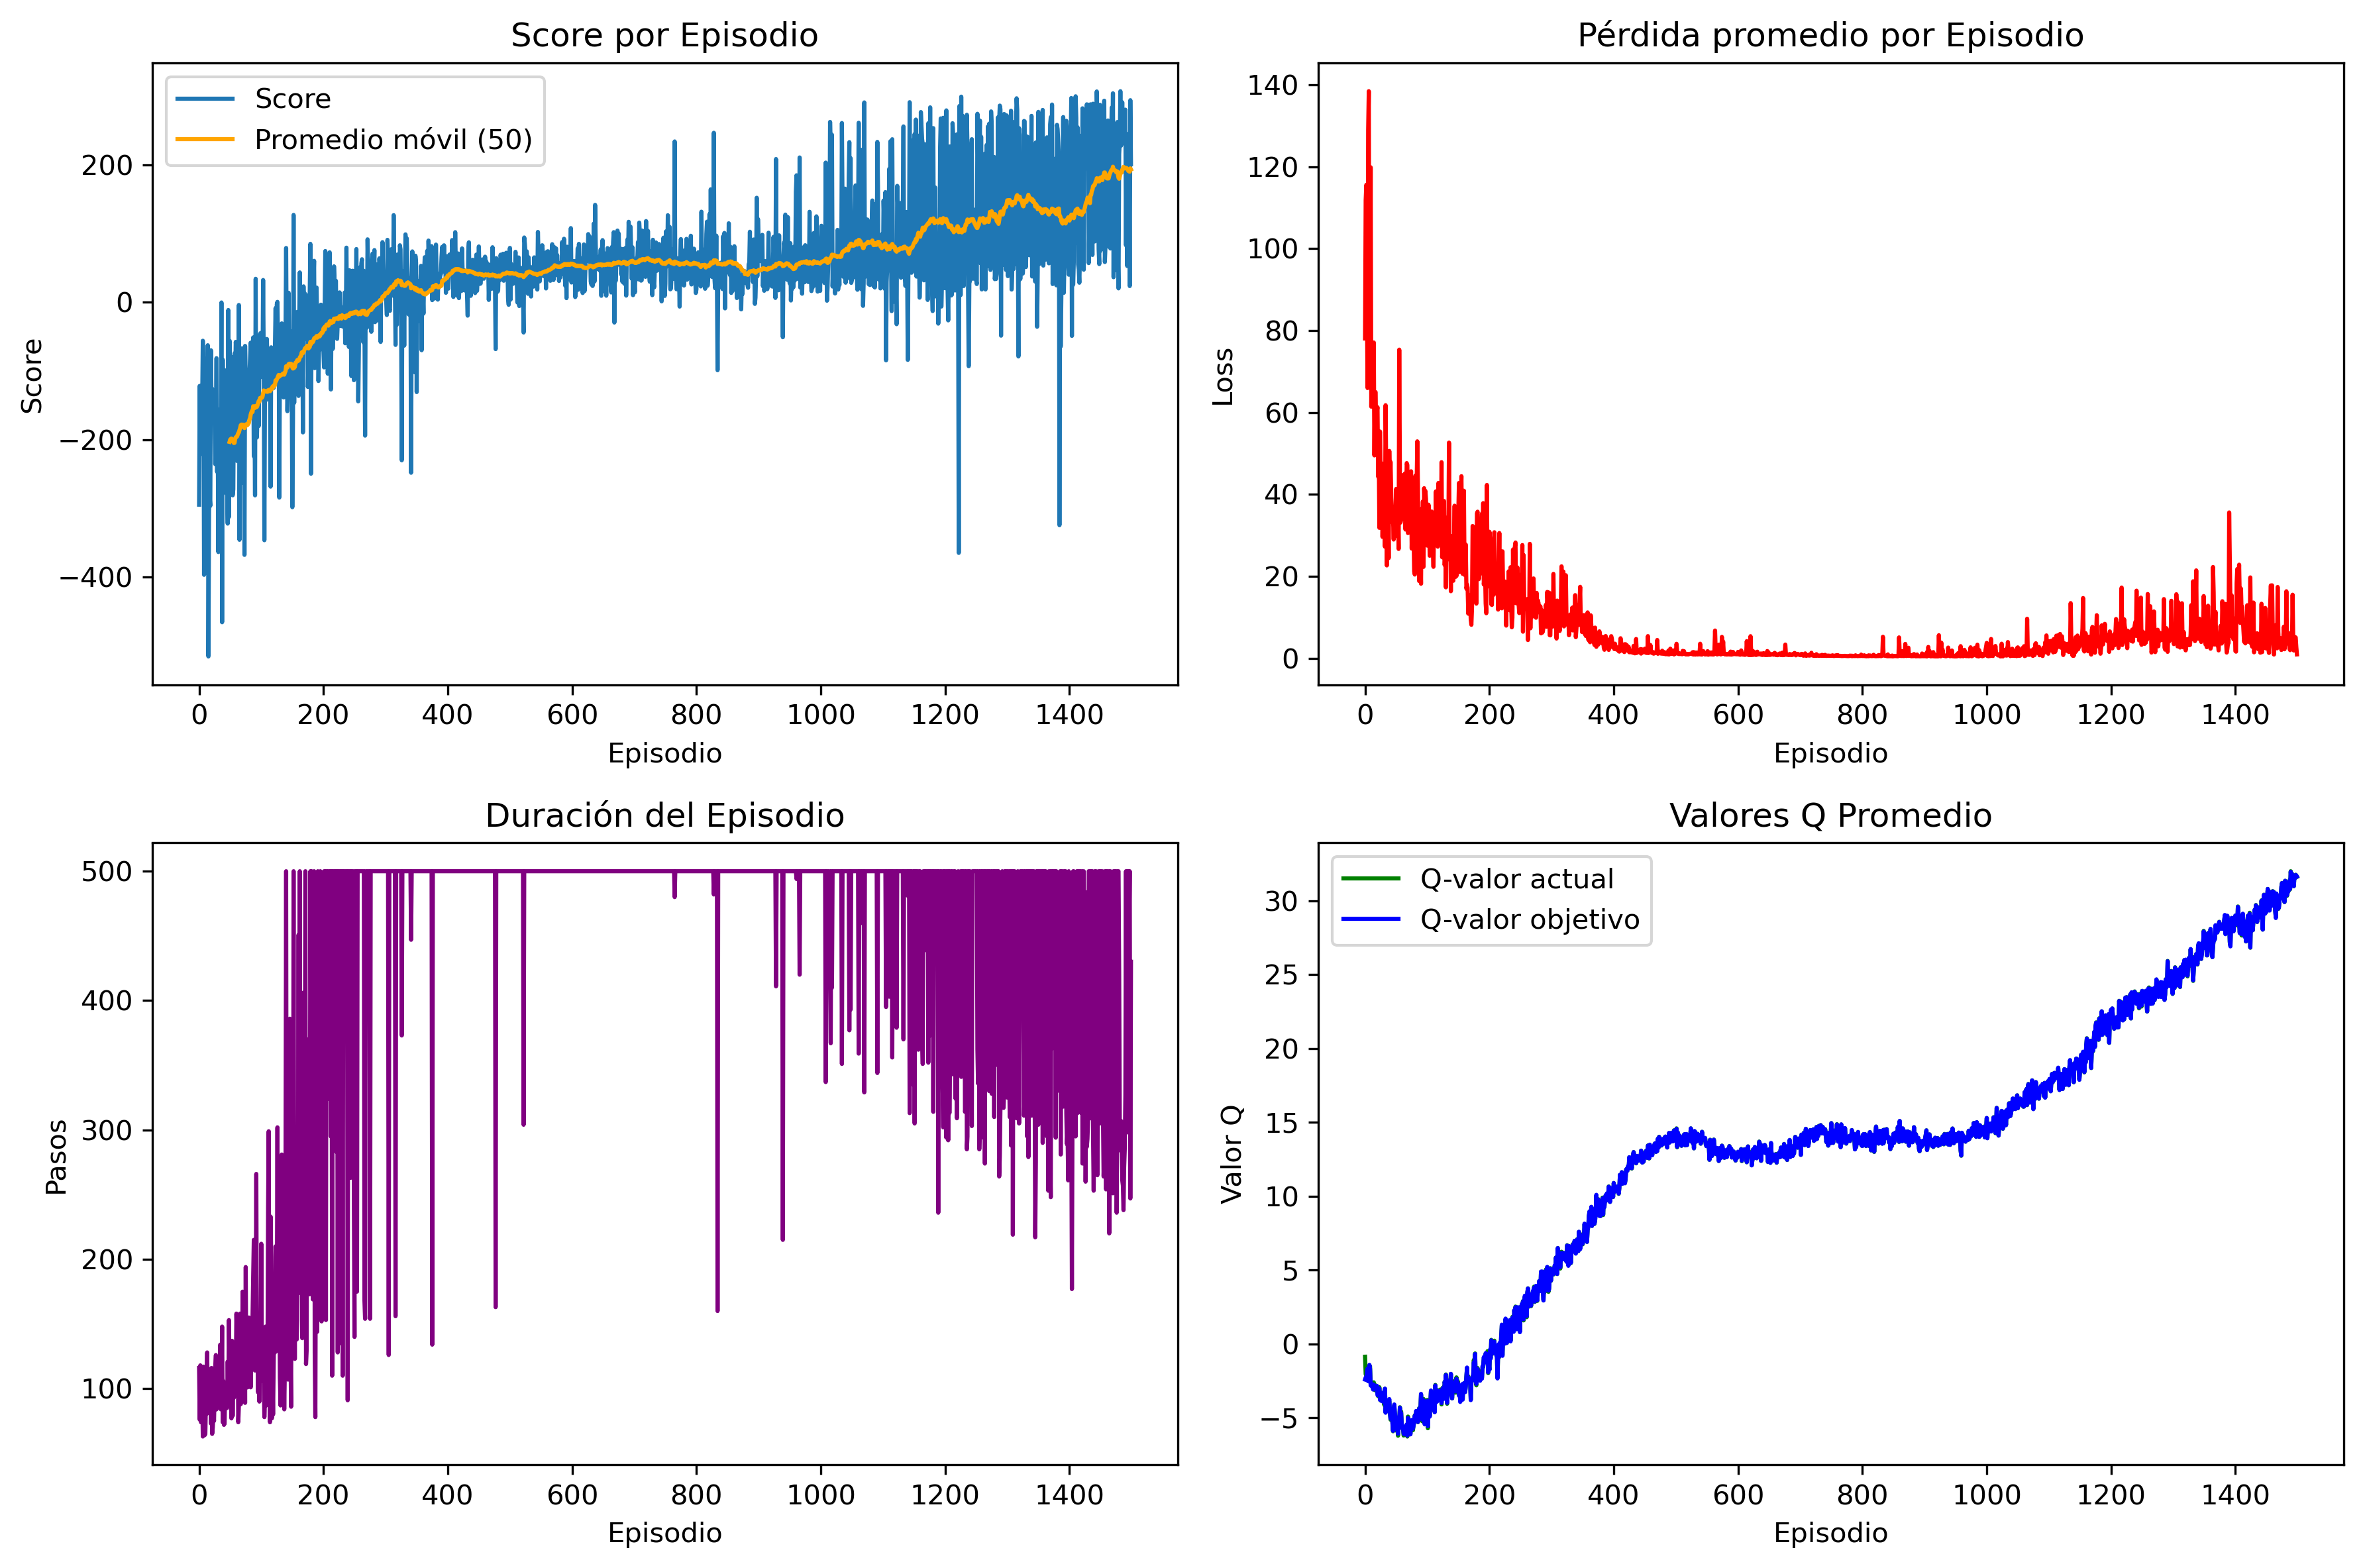 Score por Episodio
Score
Promedio móvil (50)
200
0
−200
−400
Score
0 200 400 600 800 1000 1200 1400
Episodio
Pérdida promedio por Episodio
140
120
100
80
60
40
20
0
Loss
0 200 400 600 800 1000 1200 1400
Episodio
Duración del Episodio
500
400
300
200
100
Pasos
0 200 400 600 800 1000 1200 1400
Episodio
Valores Q Promedio
Q-valor actual
Q-valor objetivo
30
25
20
15
10
5
0
−5
Valor Q
0 200 400 600 800 1000 1200 1400
Episodio